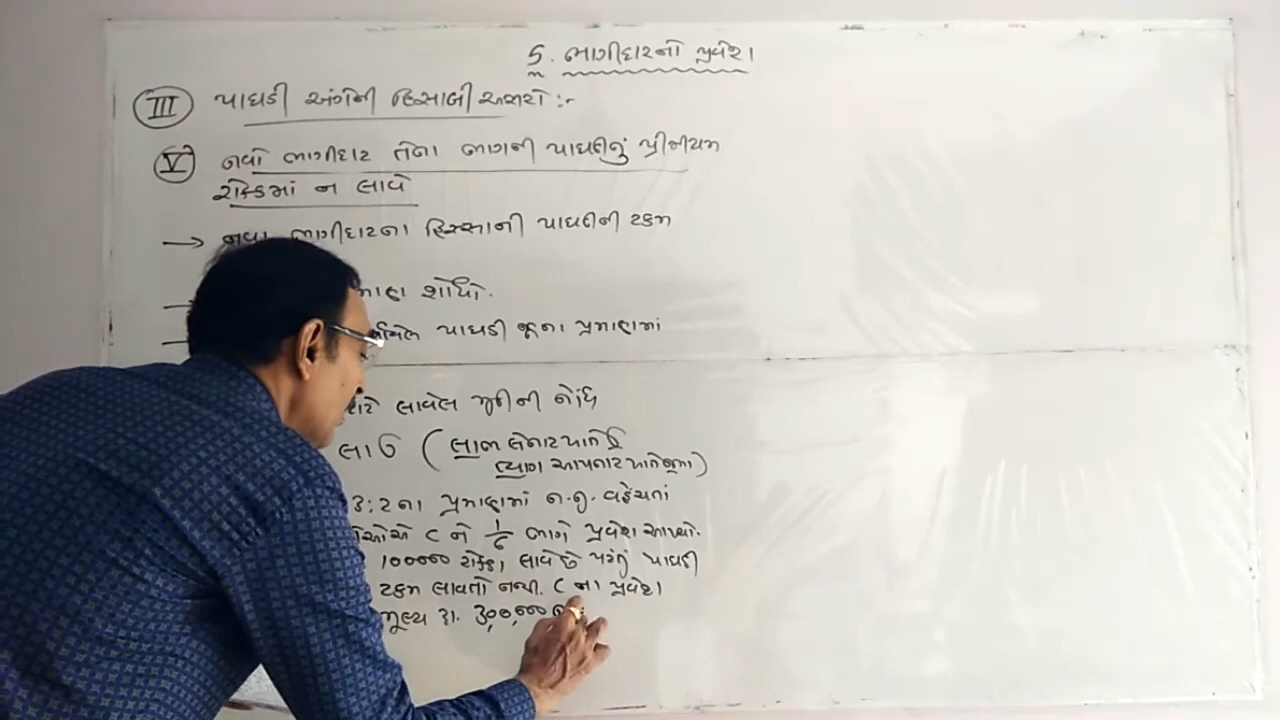 5. ભાગીદારનો પ્રવેશ
III પાઘડી અંગેની હિસાબી અસરો :-
V નવો ભાગીદાર તેના ભાગની પાઘડીનું પ્રીમીયમ
રોકડમાં ન લાવે
→ નવા ભાગીદારના હિસ્સાની પાઘડીની રકમ
શોધો.
પાઘડી જૂના પ્રમાણમાં
માટે લાવેલ મૂડીની નોંધ
(લાભ લેનાર ખાતે ઉ
ત્યાગ આપનાર ખાતે જમા)
3:2ના પ્રમાણમાં ન.નુ. વહેંચતાં
C ને 1/6 ભાગે પ્રવેશ આપ્યો.
100000 રોકડા લાવે છે પરંતુ પાઘડી
રકમ લાવતો નથી. C ના પ્રવેશ
મૂલ્ય રૂા. 3,00,000